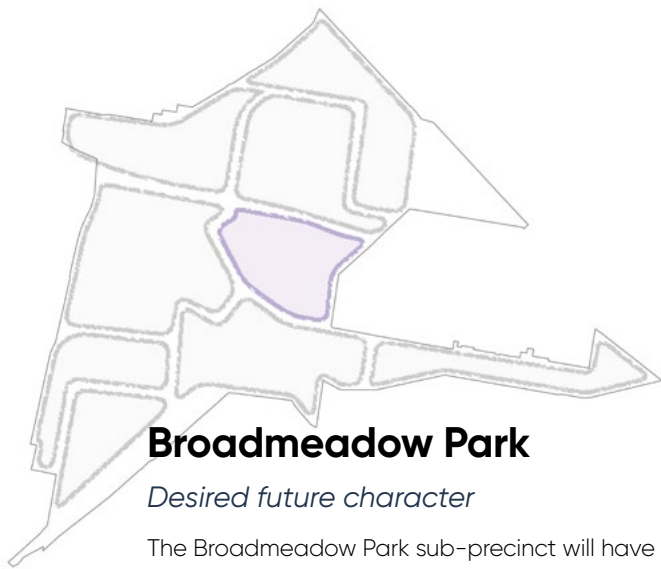 Broadmeadow Park
Desired future character
The Broadmeadow Park sub-precinct will have